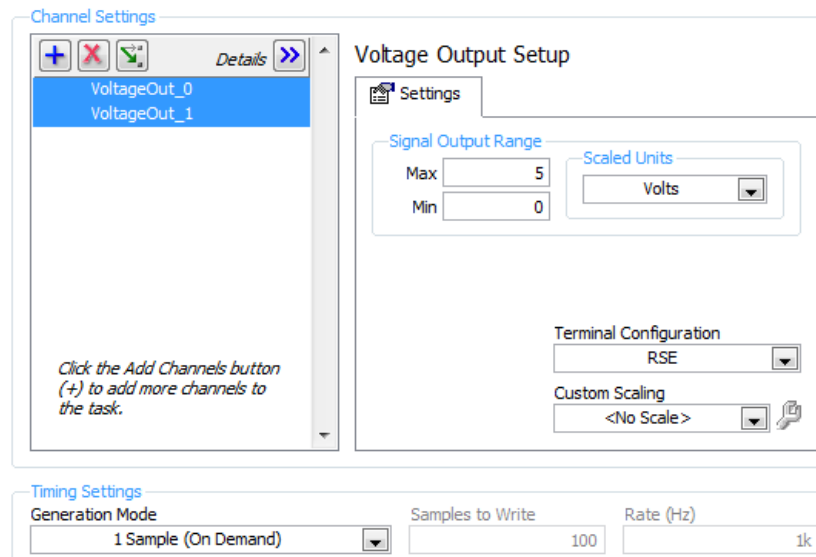 Channel Settings
Details
VoltageOut_0
VoltageOut_1
Click the Add Channels button
(+) to add more channels to
the task.
Voltage Output Setup
Settings
Signal Output Range
Max 5
Min 0
Scaled Units
Volts
Terminal Configuration
RSE
Custom Scaling
<No Scale>
Timing Settings
Generation Mode Samples to Write Rate (Hz)
1 Sample (On Demand) 100 1k